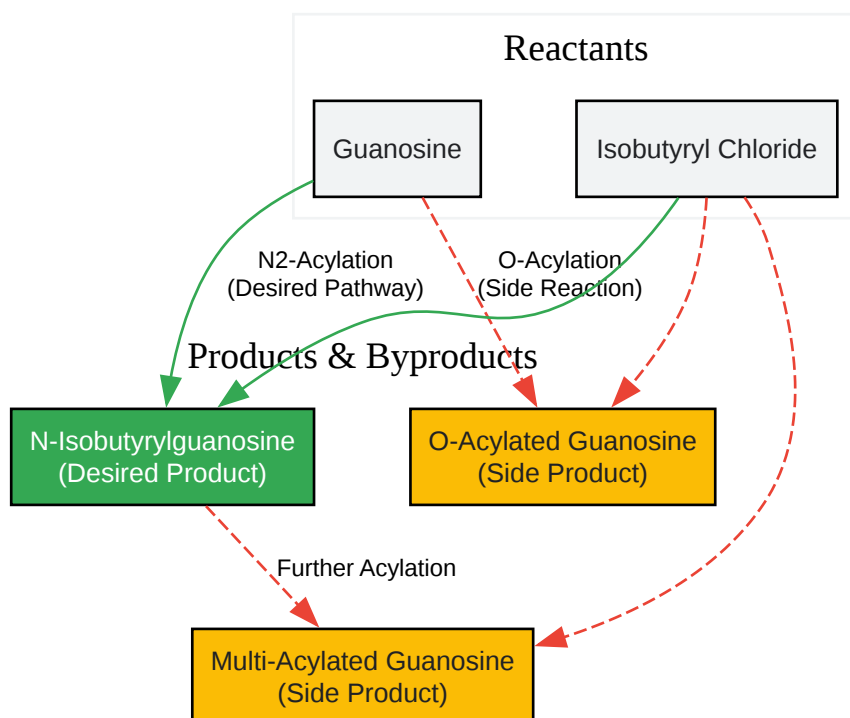 Reactants
Guanosine
Isobutyryl Chloride
N2-Acylation
(Desired Pathway)
O-Acylation
(Side Reaction)
Products & Byproducts
N-Isobutyrylguanosine
(Desired Product)
O-Acylated Guanosine
(Side Product)
Further Acylation
Multi-Acylated Guanosine
(Side Product)